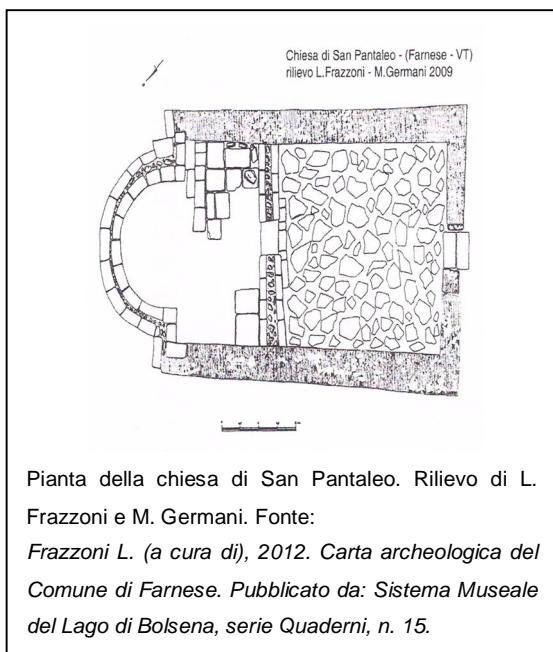 Chiesa di San Pantaleo - (Farnese - VT)
rilievo L.Frazzoni - M.Germani 2009
Pianta della chiesa di San Pantaleo. Rilievo di L.
Frazzoni e M. Germani. Fonte:
Frazzoni L. (a cura di), 2012. Carta archeologica del
Comune di Farnese. Pubblicato da: Sistema Museale
del Lago di Bolsena, serie Quaderni, n. 15.